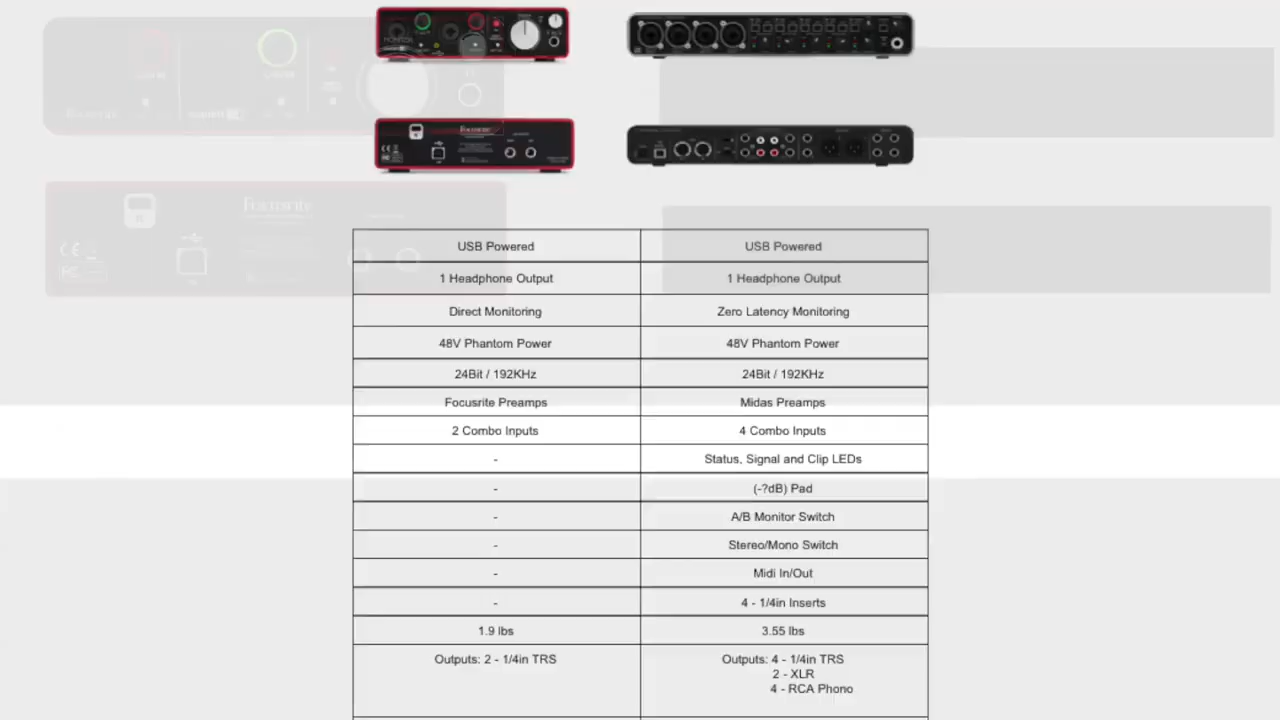 Focusrite
Focusrite
USB Powered
USB Powered
1 Headphone Output
1 Headphone Output
Direct Monitoring
Zero Latency Monitoring
48V Phantom Power
48V Phantom Power
24Bit / 192KHz
24Bit / 192KHz
Focusrite Preamps
Midas Preamps
2 Combo Inputs
4 Combo Inputs
-
Status, Signal and Clip LEDs
-
(-?dB) Pad
-
A/B Monitor Switch
-
Stereo/Mono Switch
-
Midi In/Out
-
4 - 1/4in Inserts
1.9 lbs
3.55 lbs
Outputs: 2 - 1/4in TRS
Outputs: 4 - 1/4in TRS
2 - XLR
4 - RCA Phono